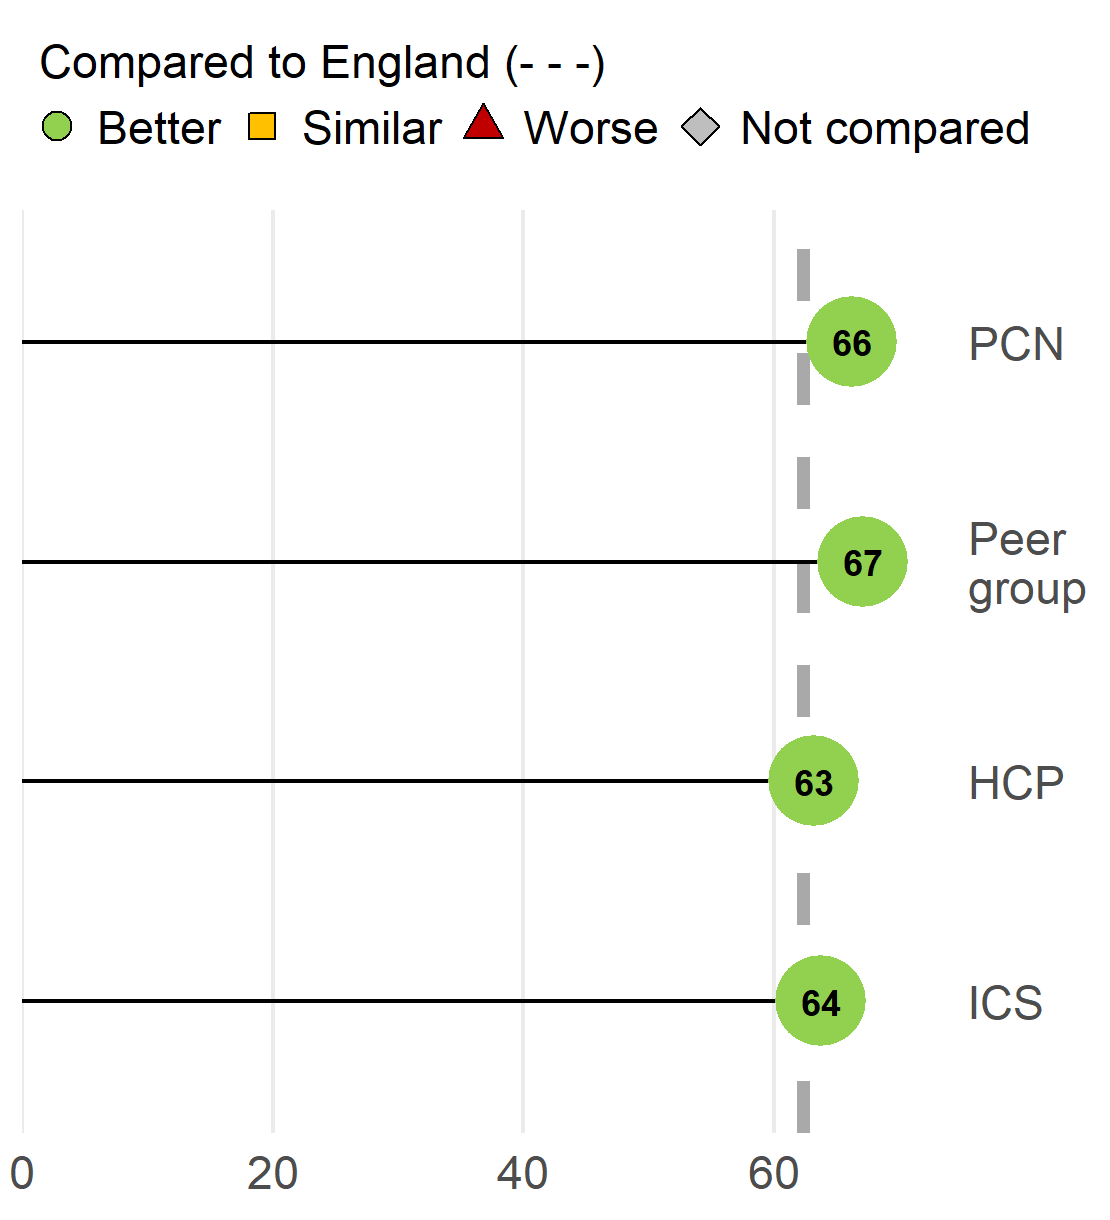 Compared to England (- - -)
Better Similar Worse Not compared
66 PCN
67 Peer
group
63 HCP
64 ICS
0 20 40 60